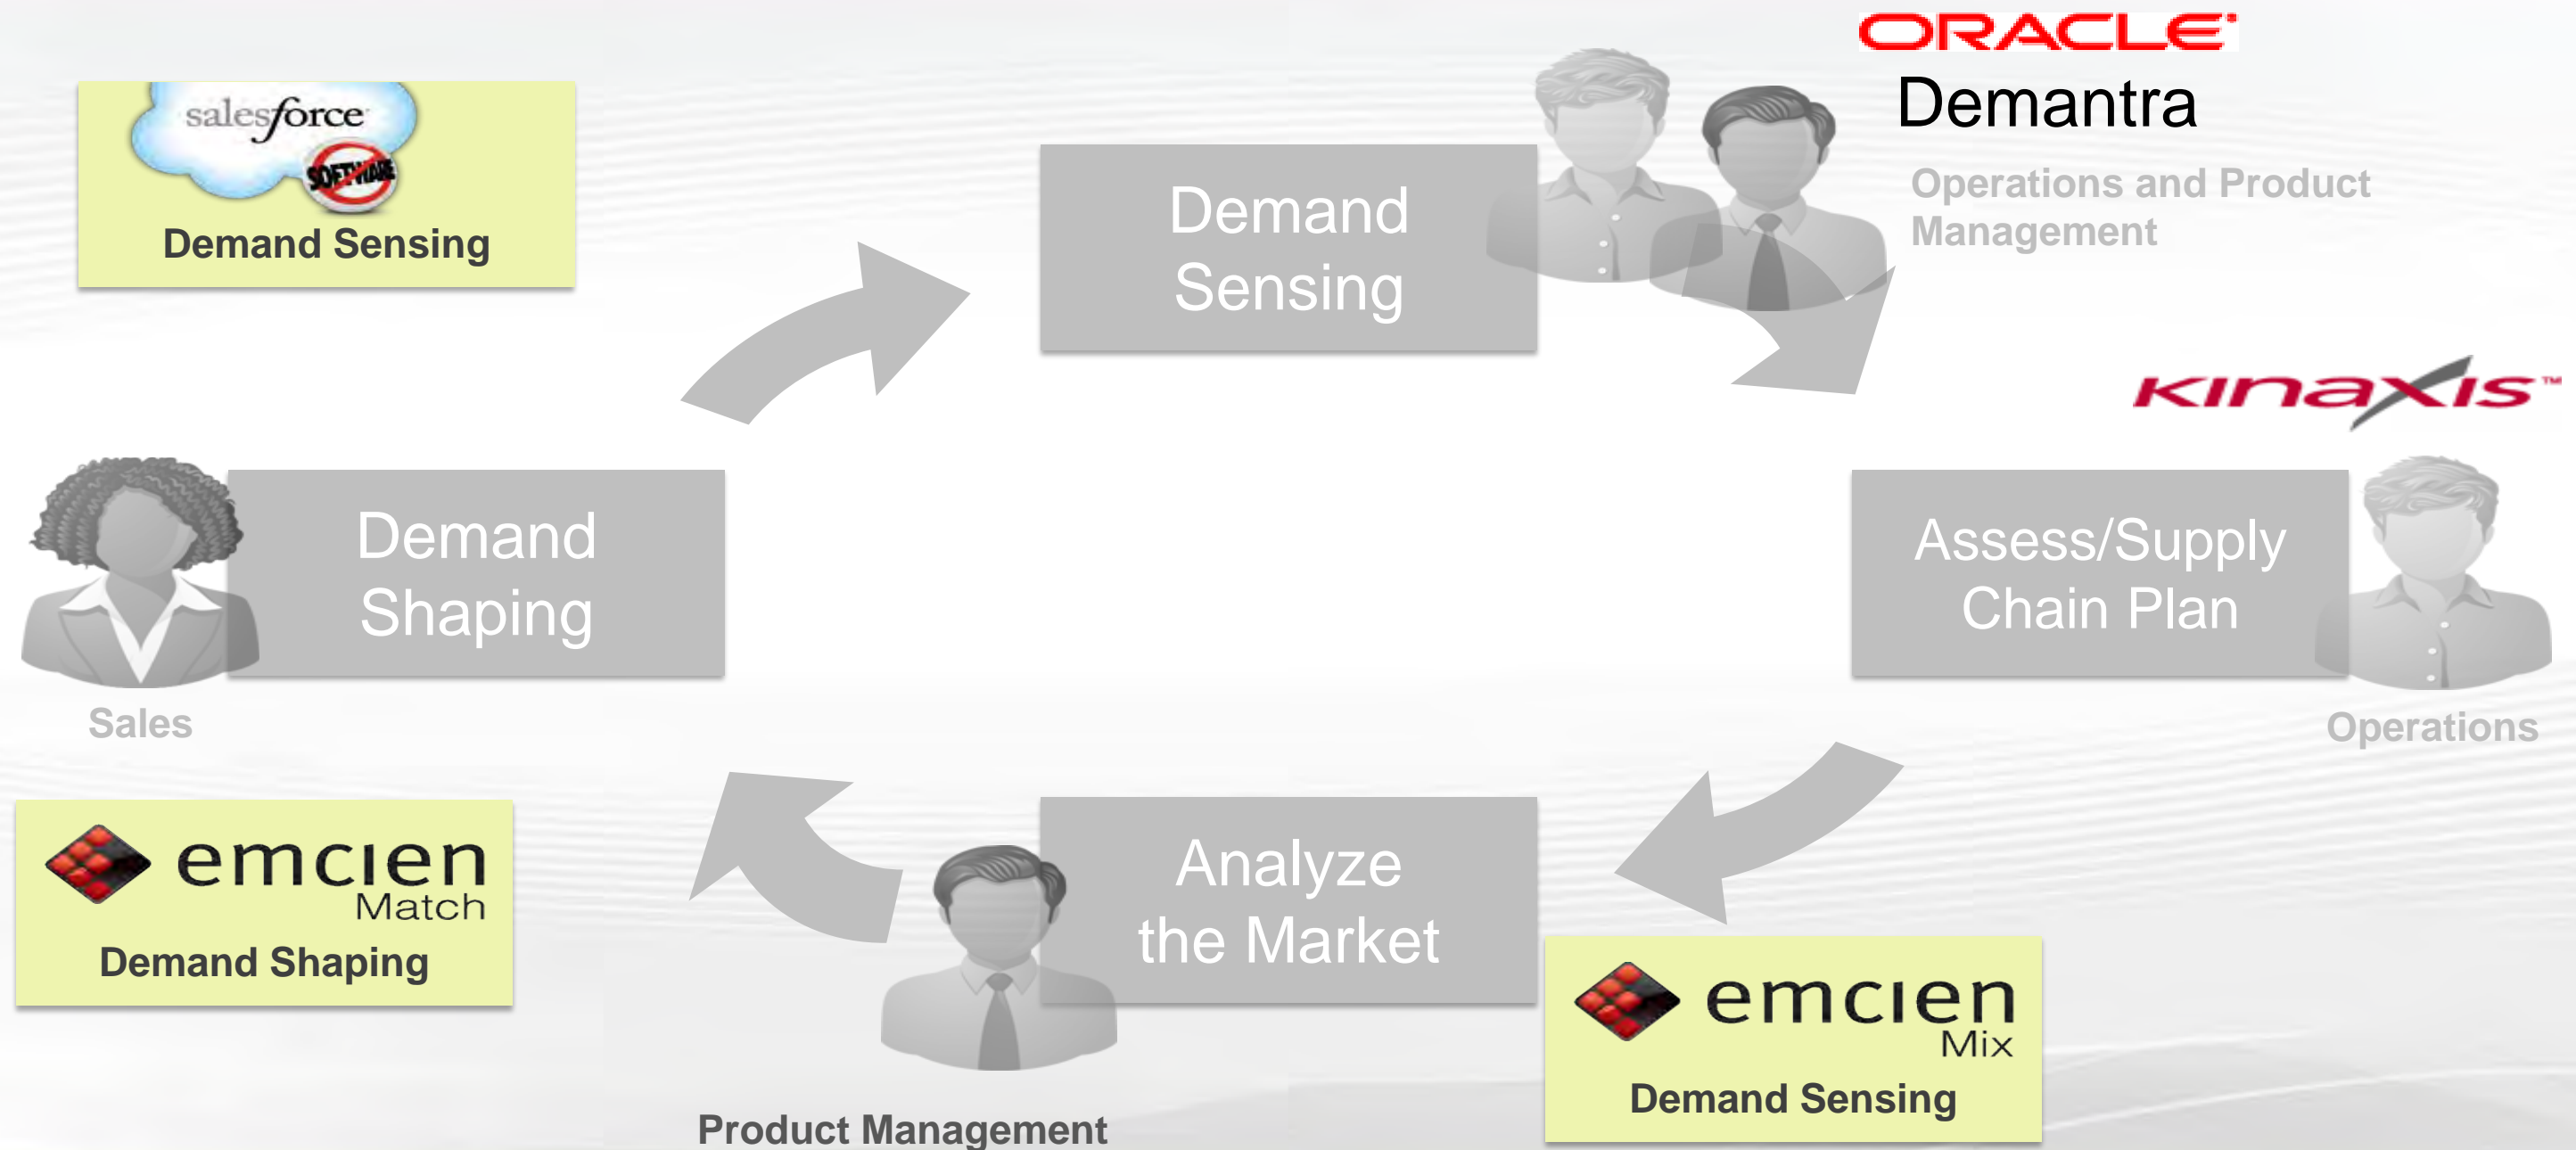 salesforce
SOFTWARE
Demand Sensing
Demand
Sensing
ORACLE
Demantra
Operations and Product
Management
KINAXIS™
Demand
Shaping
Sales
Assess/Supply
Chain Plan
Operations
emcien
Match
Demand Shaping
Analyze
the Market
Product Management
emcien
Mix
Demand Sensing